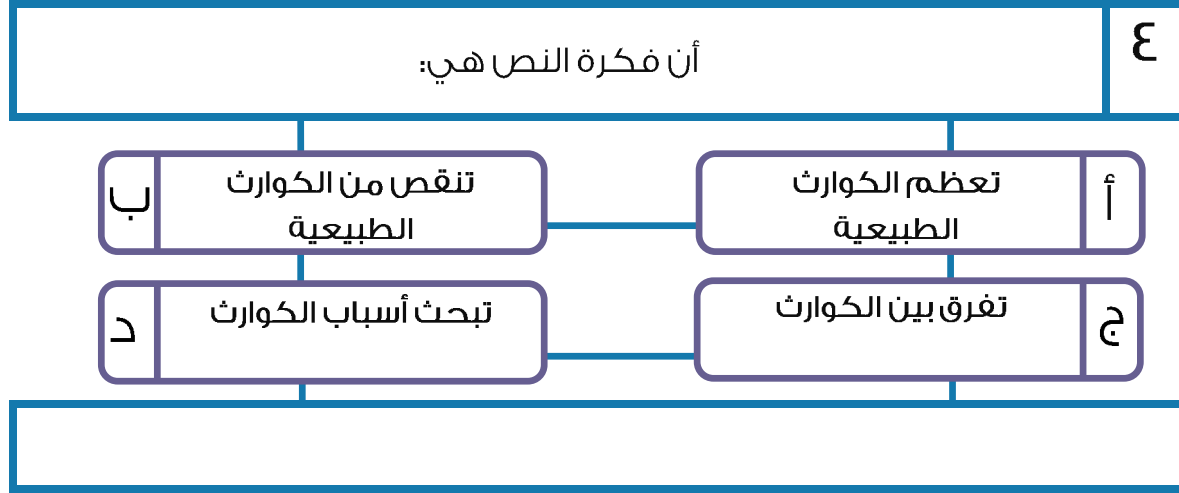 ٤
أن فكرة النص هي:
أ
تعظم الكوارث
الطبيعية
ب
تنقص من الكوارث
الطبيعية
ج
تفرق بين الكوارث
د
تبحث أسباب الكوارث